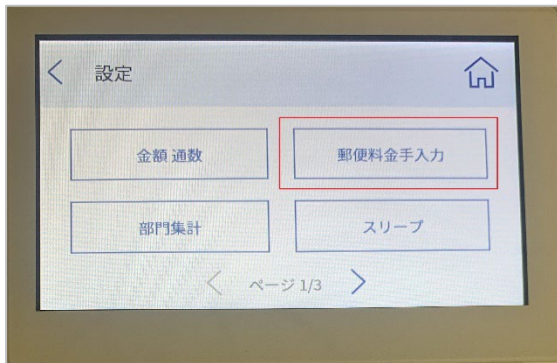 設定
金額 通数
郵便料金手入力
部門集計
スリープ
ページ 1/3